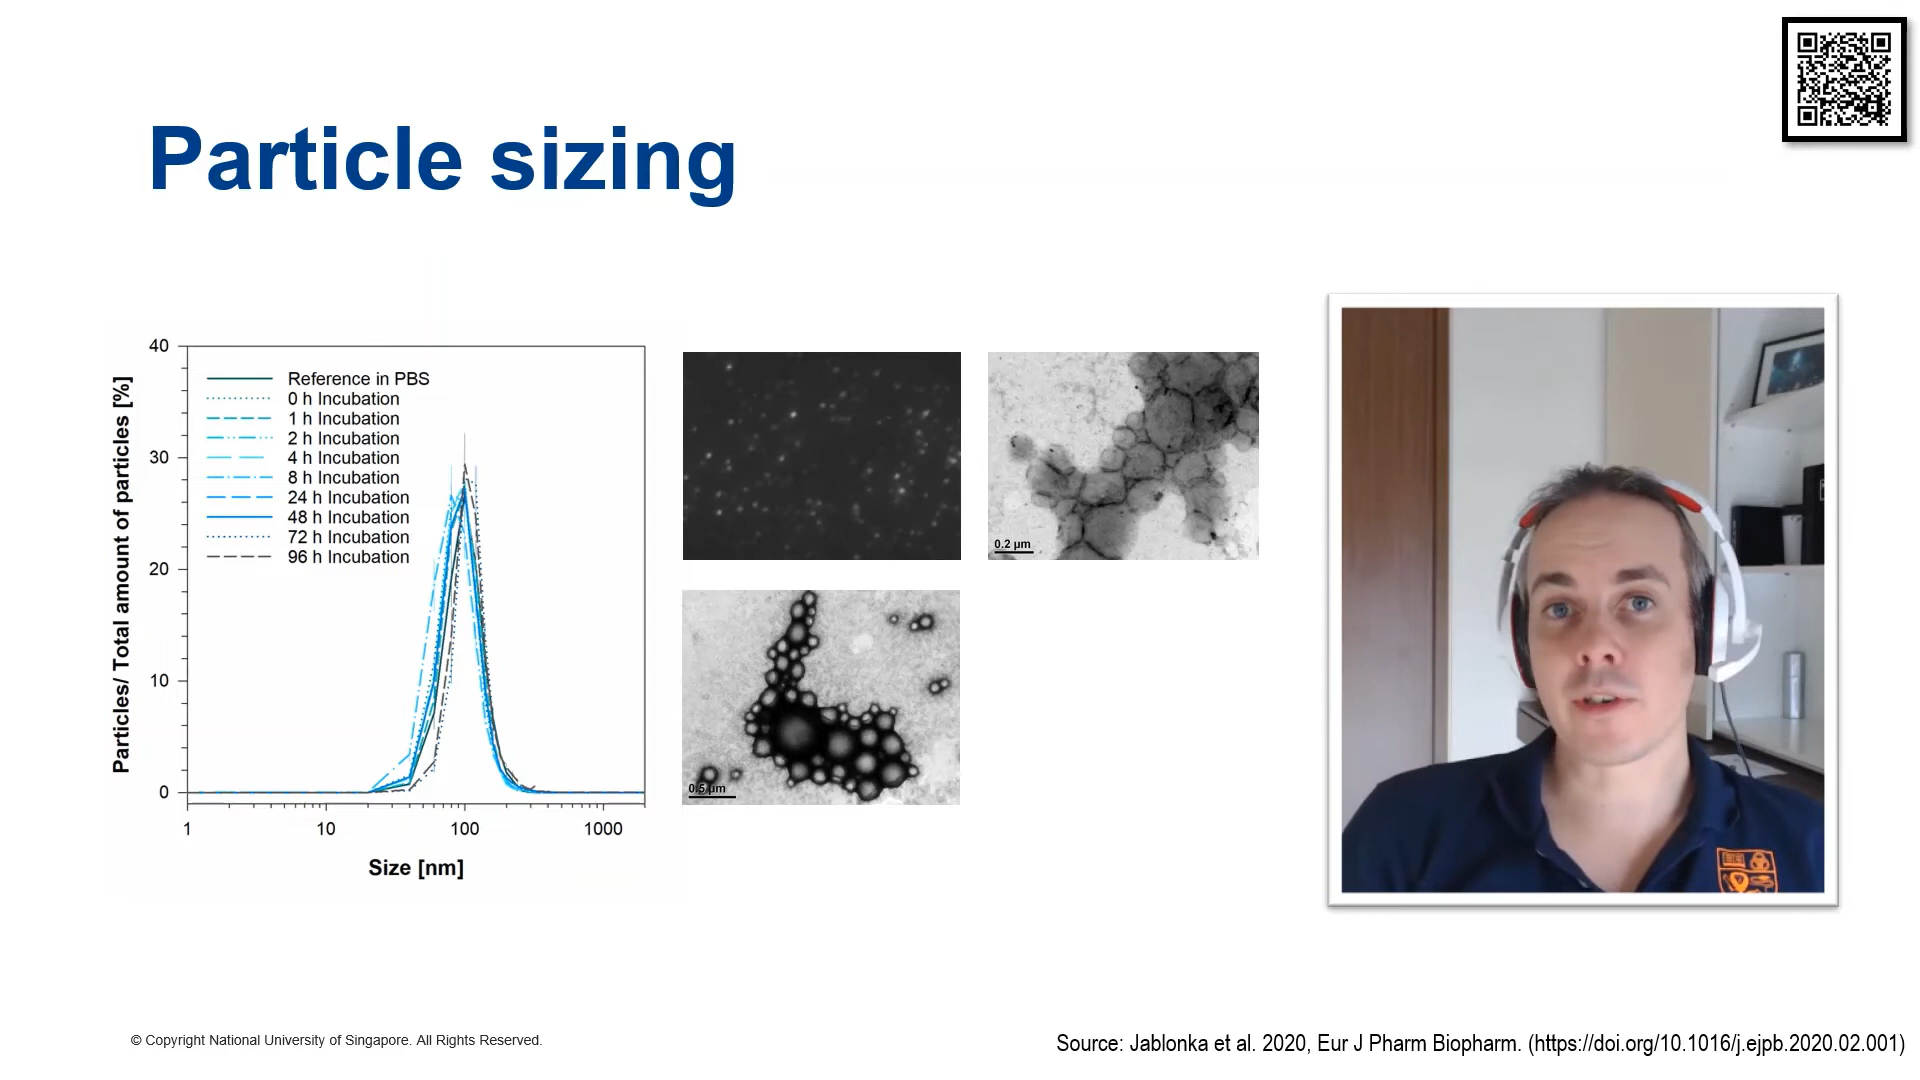 Particle sizing
40
30
20
10
0
Particles/ Total amount of particles [%]
Reference in PBS
0 h Incubation
1 h Incubation
2 h Incubation
4 h Incubation
8 h Incubation
24 h Incubation
48 h Incubation
72 h Incubation
96 h Incubation
1 10 100 1000
Size [nm]
0.2 µm
0.5 µm
© Copyright National University of Singapore. All Rights Reserved.
Source: Jablonka et al. 2020, Eur J Pharm Biopharm. (https://doi.org/10.1016/j.ejpb.2020.02.001)